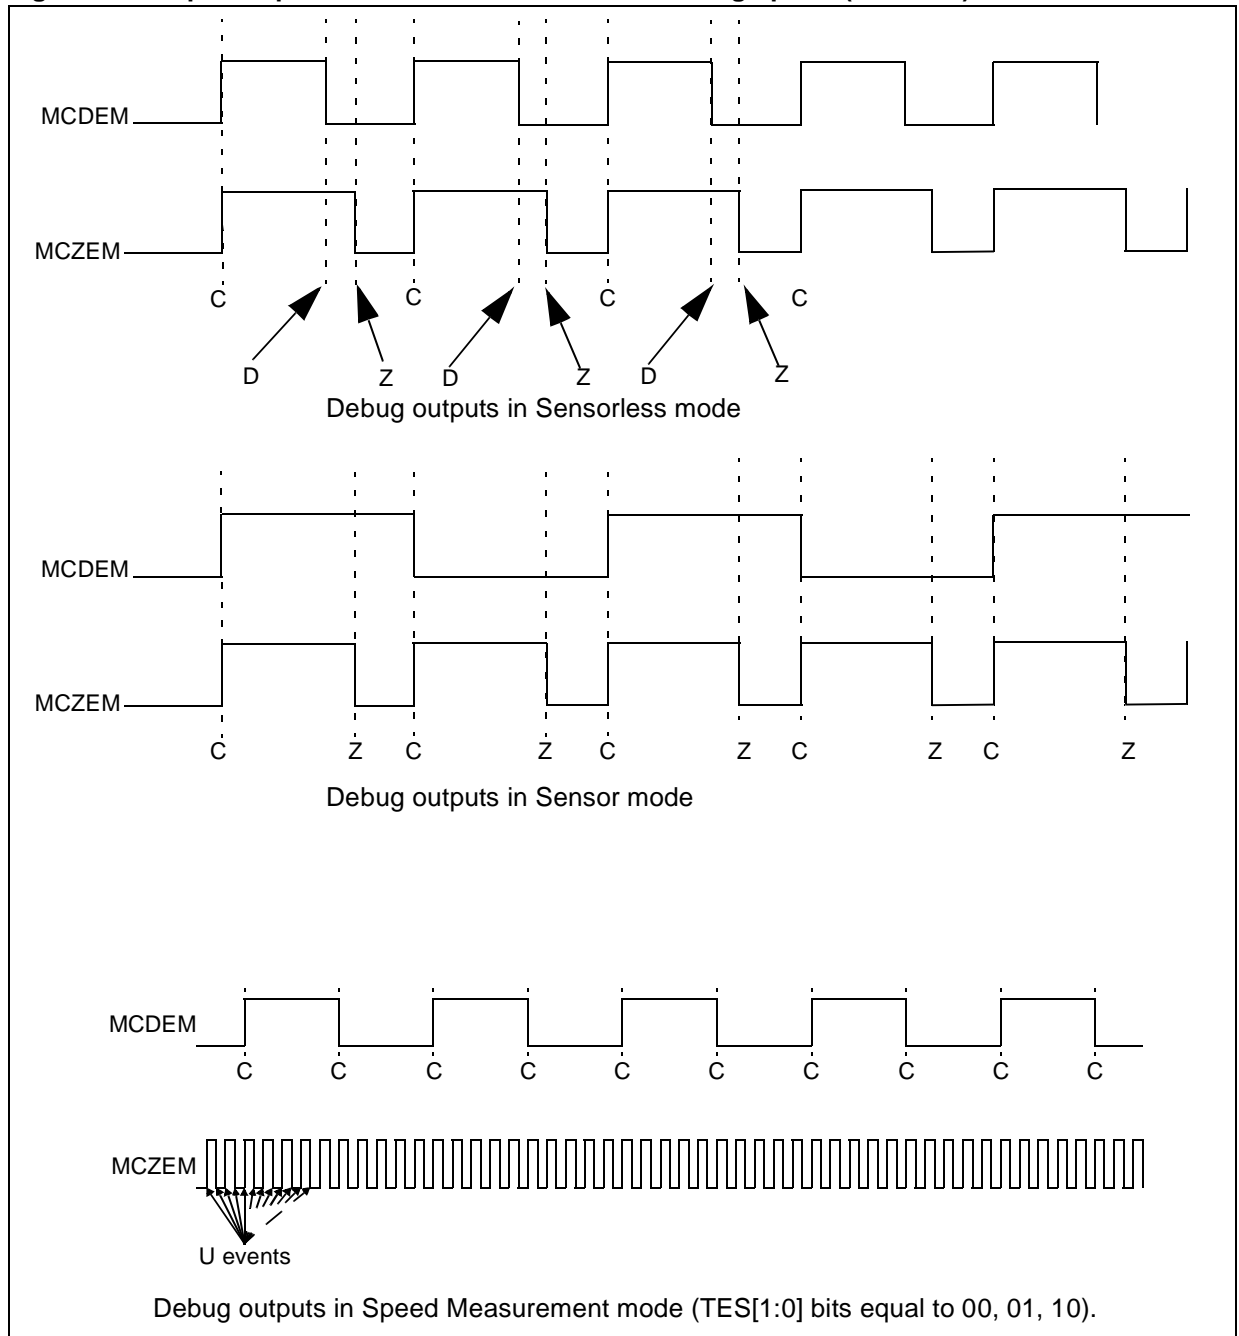 MCDEM
MCZEM
C C C C
D Z D Z D Z
Debug outputs in Sensorless mode
MCDEM
MCZEM
C Z C Z C Z C Z C Z
Debug outputs in Sensor mode
MCDEM
C C C C C C C C C C
MCZEM
U events
Debug outputs in Speed Measurement mode (TES[1:0] bits equal to 00, 01, 10).